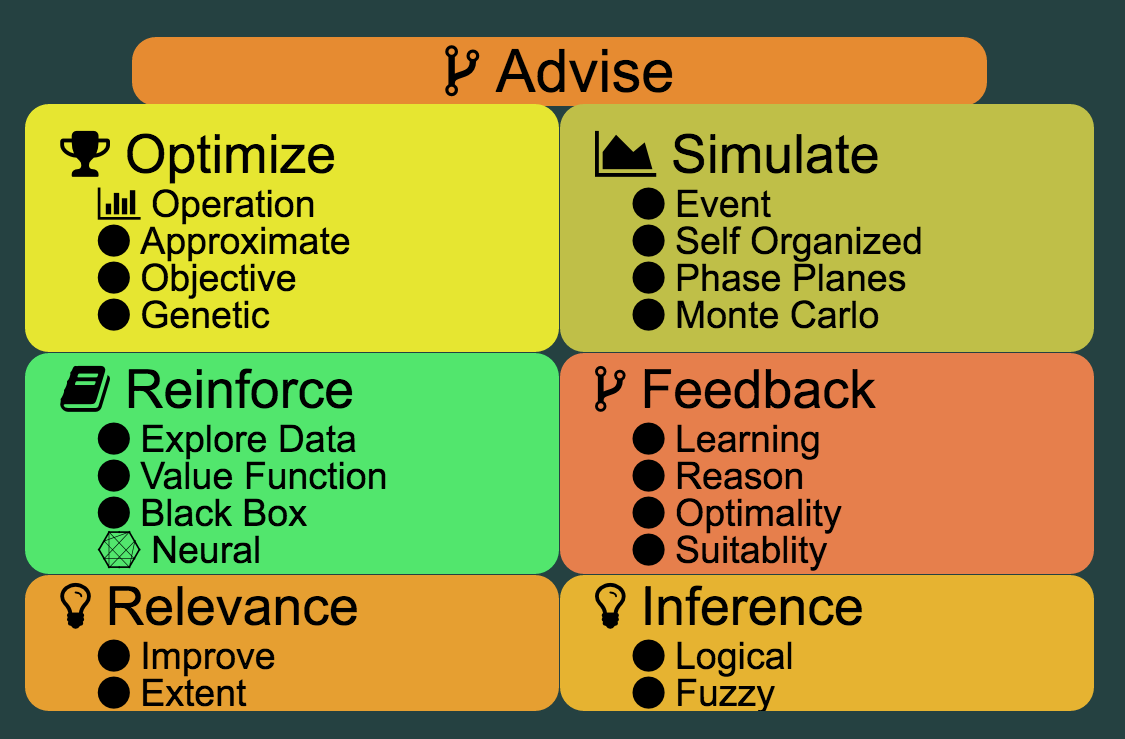 Advise
Optimize
Operation
Approximate
Objective
Genetic
Simulate
Event
Self Organized
Phase Planes
Monte Carlo
Reinforce
Explore Data
Value Function
Black Box
Neural
Feedback
Learning
Reason
Optimality
Suitablity
Relevance
Improve
Extent
Inference
Logical
Fuzzy